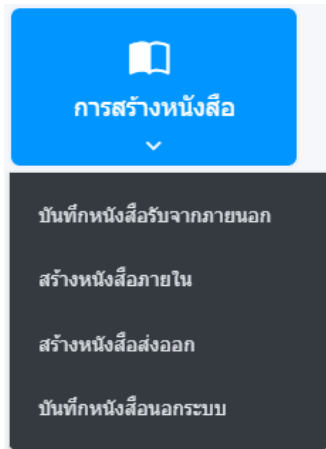 การสร้างหนังสือ
บันทึกหนังสือรับจากภายนอก
สร้างหนังสือภายใน
สร้างหนังสือส่งออก
บันทึกหนังสือนอกระบบ